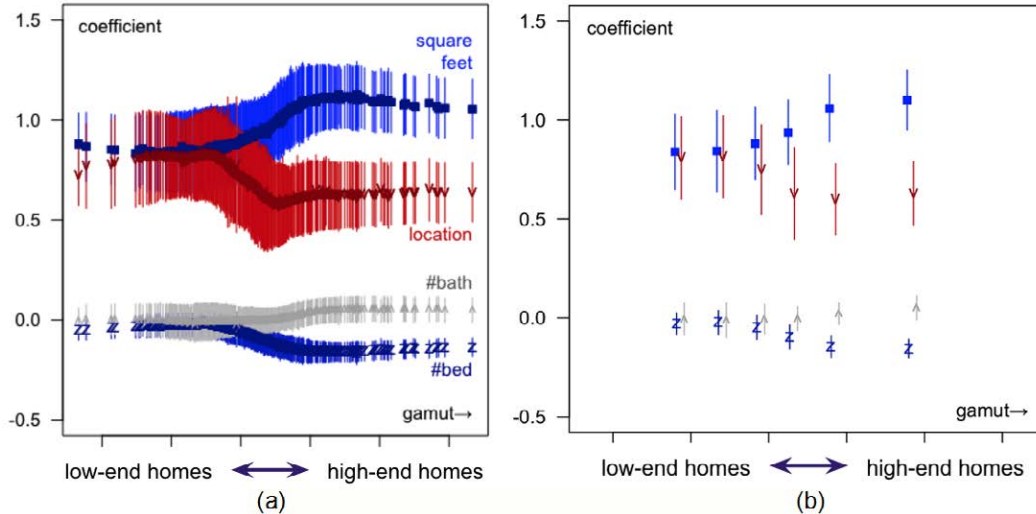 1.5
coefficient
square
feet
1.0
0.5
location
#bath
0.0
#bed
gamut→
-0.5
low-end homes
high-end homes
(a)
1.5
coefficient
1.0
0.5
0.0
gamut→
-0.5
low-end homes
high-end homes
(b)